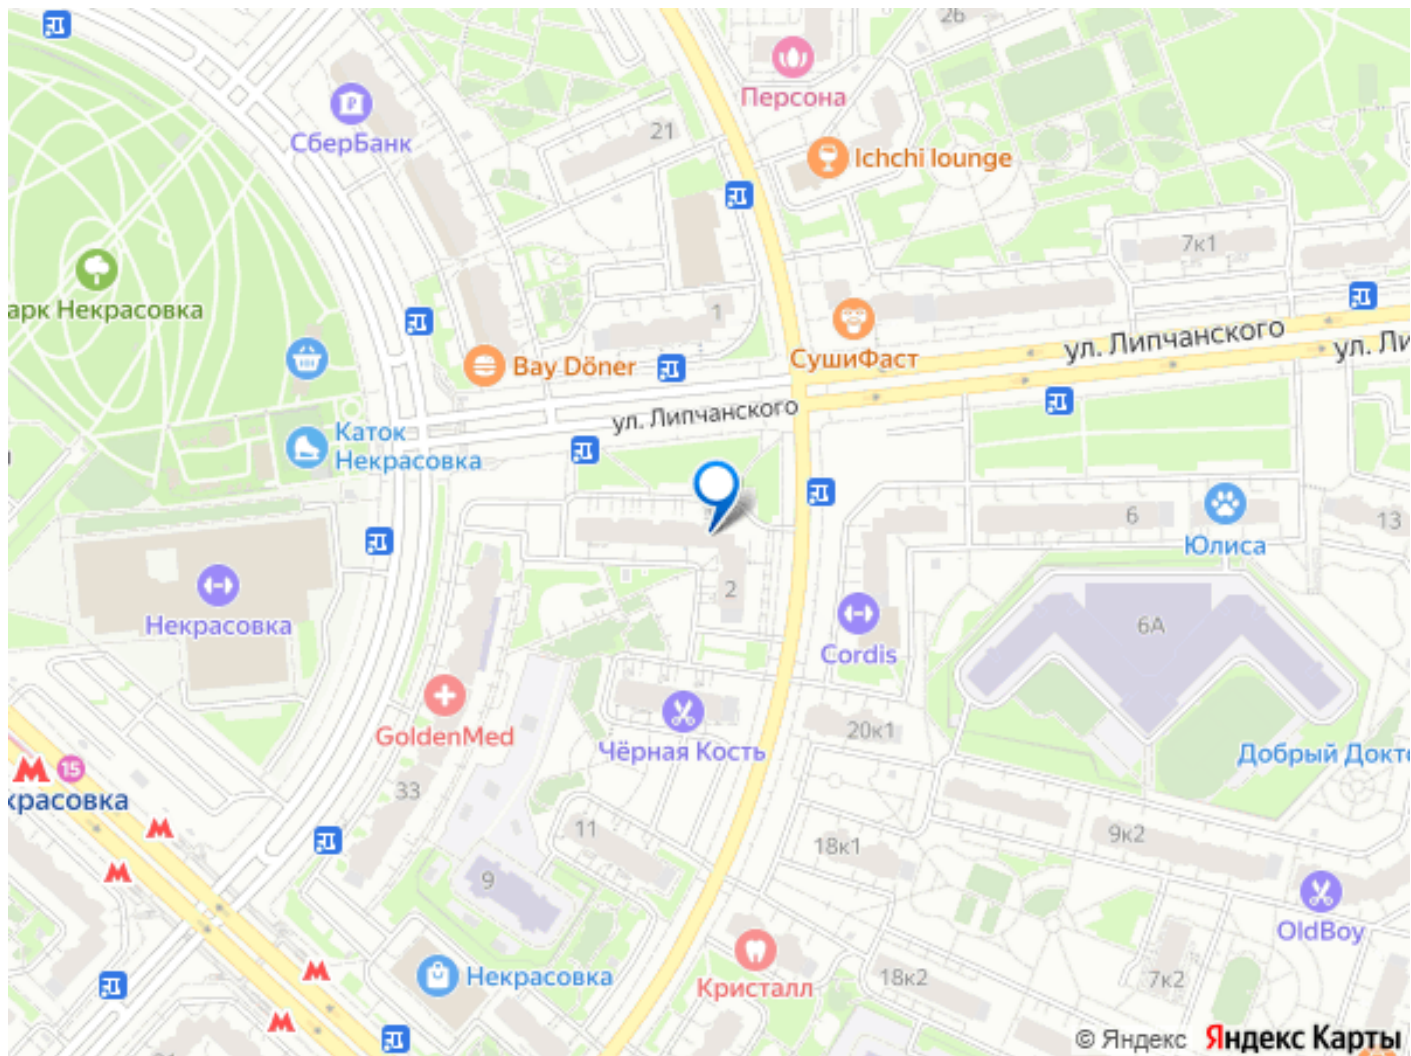 26
Персона
СберБанк
21
Ichchi lounge
7к1
арк Некрасовка
1
СушиФаст
ул. Липчанского
ул. Ли
Bay Döner
ул. Липчанского
Каток
Некрасовка
6
13
Юлиса
2
6А
Некрасовка
Cordis
GoldenMed
Чёрная Кость
20к1
Добрый Докт
15
красовка
33
11
18к1
9к2
9
OldBoy
Некрасовка
Кристалл
18к2
7к2
© Яндекс Яндекс Карты